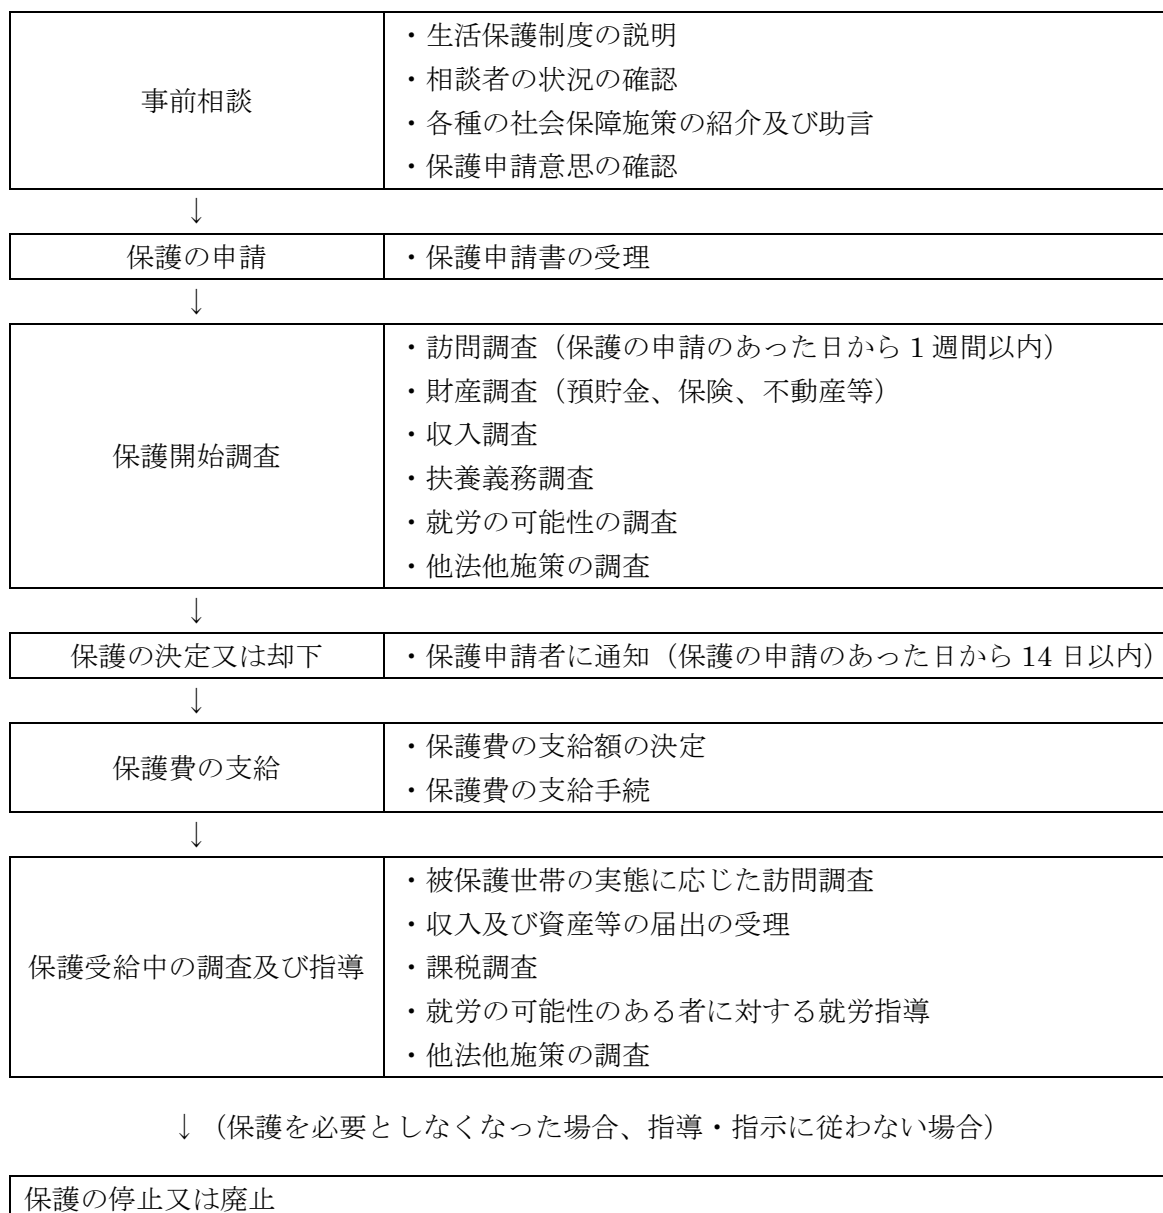 事前相談
・生活保護制度の説明
・相談者の状況の確認
・各種の社会保障施策の紹介及び助言
・保護申請意思の確認
↓
保護の申請
・保護申請書の受理
↓
保護開始調査
・訪問調査（保護の申請のあった日から 1 週間以内）
・財産調査（預貯金、保険、不動産等）
・収入調査
・扶養義務調査
・就労の可能性の調査
・他法他施策の調査
↓
保護の決定又は却下
・保護申請者に通知（保護の申請のあった日から 14 日以内）
↓
保護費の支給
・保護費の支給額の決定
・保護費の支給手続
↓
保護受給中の調査及び指導
・被保護世帯の実態に応じた訪問調査
・収入及び資産等の届出の受理
・課税調査
・就労の可能性のある者に対する就労指導
・他法他施策の調査
↓（保護を必要としなくなった場合、指導・指示に従わない場合）
保護の停止又は廃止